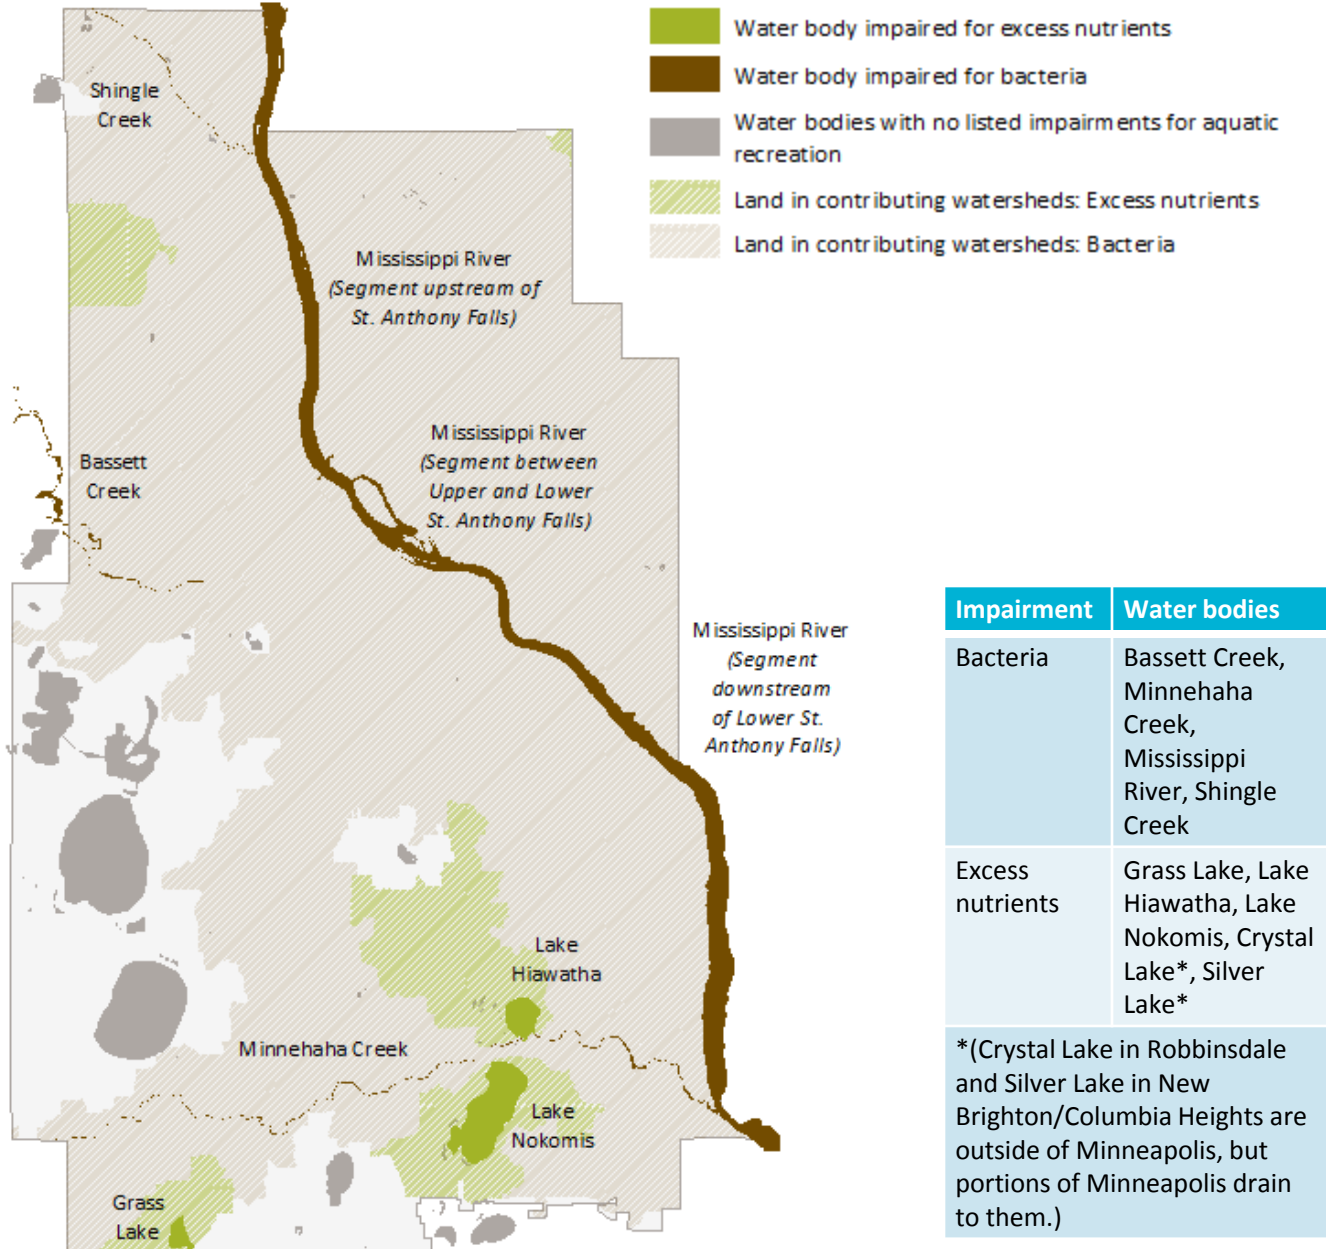 Water body impaired for excess nutrients
Water body impaired for bacteria
Water bodies with no listed impairments for aquatic
recreation
Land in contributing watersheds: Excess nutrients
Land in contributing watersheds: Bacteria
Shingle
Creek
Mississippi River
(Segment upstream of
St. Anthony Falls)
Mississippi River
(Segment between
Upper and Lower
St. Anthony Falls)
Bassett
Creek
Mississippi River
(Segment
downstream
of Lower St.
Anthony Falls)
Lake
Hiawatha
Minnehaha Creek
Lake
Nokomis
Grass
Lake
Impairment Water bodies
Bacteria Bassett Creek,
Minnehaha
Creek,
Mississippi
River, Shingle
Creek
Excess Grass Lake, Lake
nutrients Hiawatha, Lake
Nokomis, Crystal
Lake*, Silver
Lake*
*(Crystal Lake in Robbinsdale
and Silver Lake in New
Brighton/Columbia Heights are
outside of Minneapolis, but
portions of Minneapolis drain
to them.)